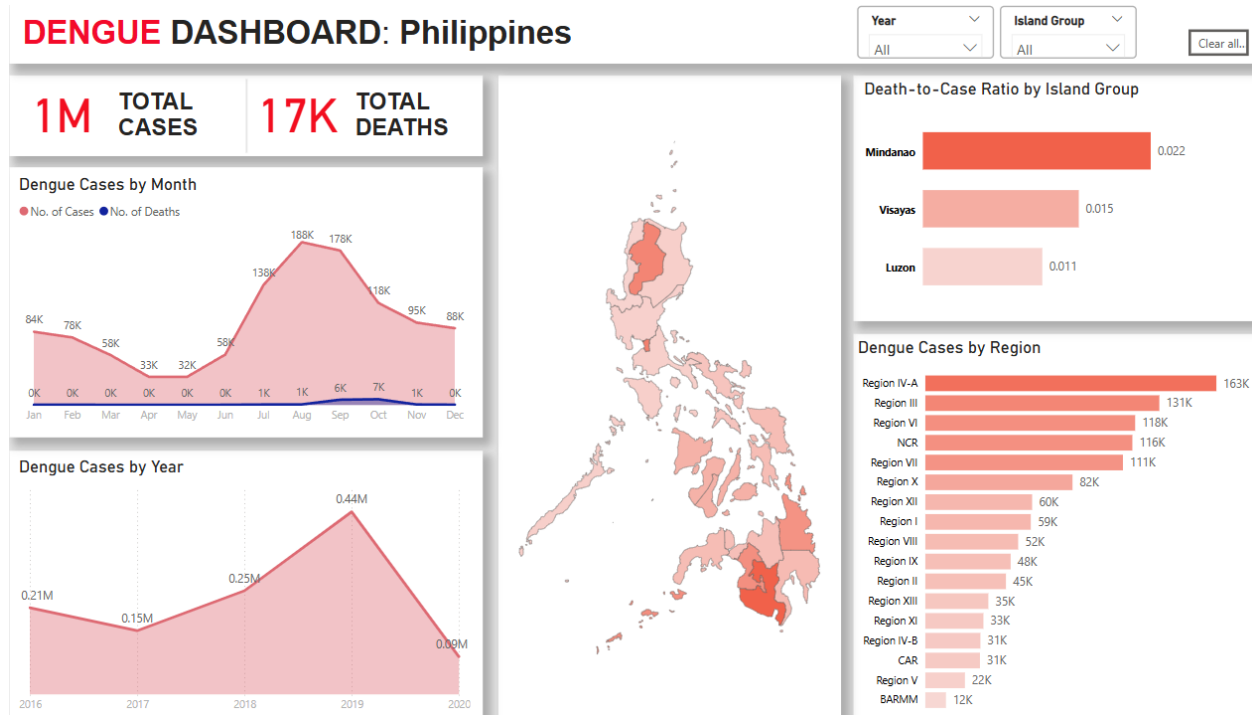 DENGUE DASHBOARD: Philippines
Year
All
Island Group
All
Clear all..
1M TOTAL CASES
17K TOTAL DEATHS
Dengue Cases by Month
No. of Cases No. of Deaths
188K
178K
138K
118K
95K
88K
84K
78K
58K
33K
32K
58K
0K 0K 0K 0K 0K 0K 1K 1K 6K 7K 1K 0K
Jan Feb Mar Apr May Jun Jul Aug Sep Oct Nov Dec
Dengue Cases by Year
0.44M
0.25M
0.21M
0.15M
0.09M
2016 2017 2018 2019 2020
Death-to-Case Ratio by Island Group
Mindanao 0.022
Visayas 0.015
Luzon 0.011
Dengue Cases by Region
Region IV-A 163K
Region III 131K
Region VI 118K
NCR 116K
Region VII 111K
Region X 82K
Region XII 60K
Region I 59K
Region VIII 52K
Region IX 48K
Region II 45K
Region XIII 35K
Region XI 33K
Region IV-B 31K
CAR 31K
Region V 22K
BARMM 12K